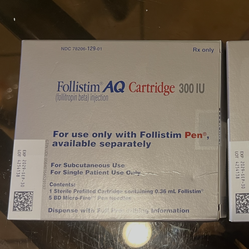 Rx only
Follistim AQ Cartridge 300 IU
(follitropin beta) injection
For use only with Follistim Pen®,
available separately
For Subcutaneous Use
For Single Patient Use Only
Contents:
1 Sterile Prefilled Cartridge containing 0.36 mL Follistim®
5 BD Micro-Fine™ Pen
Dispense with Information